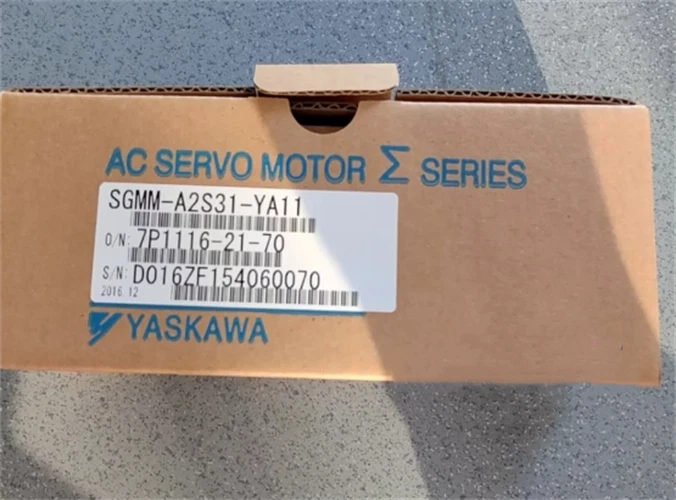 AC SERVO MOTOR Σ SERIES
SGMM-A2S31-YA11
O/N: 7P1116-21-70
S/N: D016ZF154060070
2016.12
YASKAWA